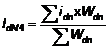 i_dN4 = ∑ i_dn x W_dn / ∑ W_dn